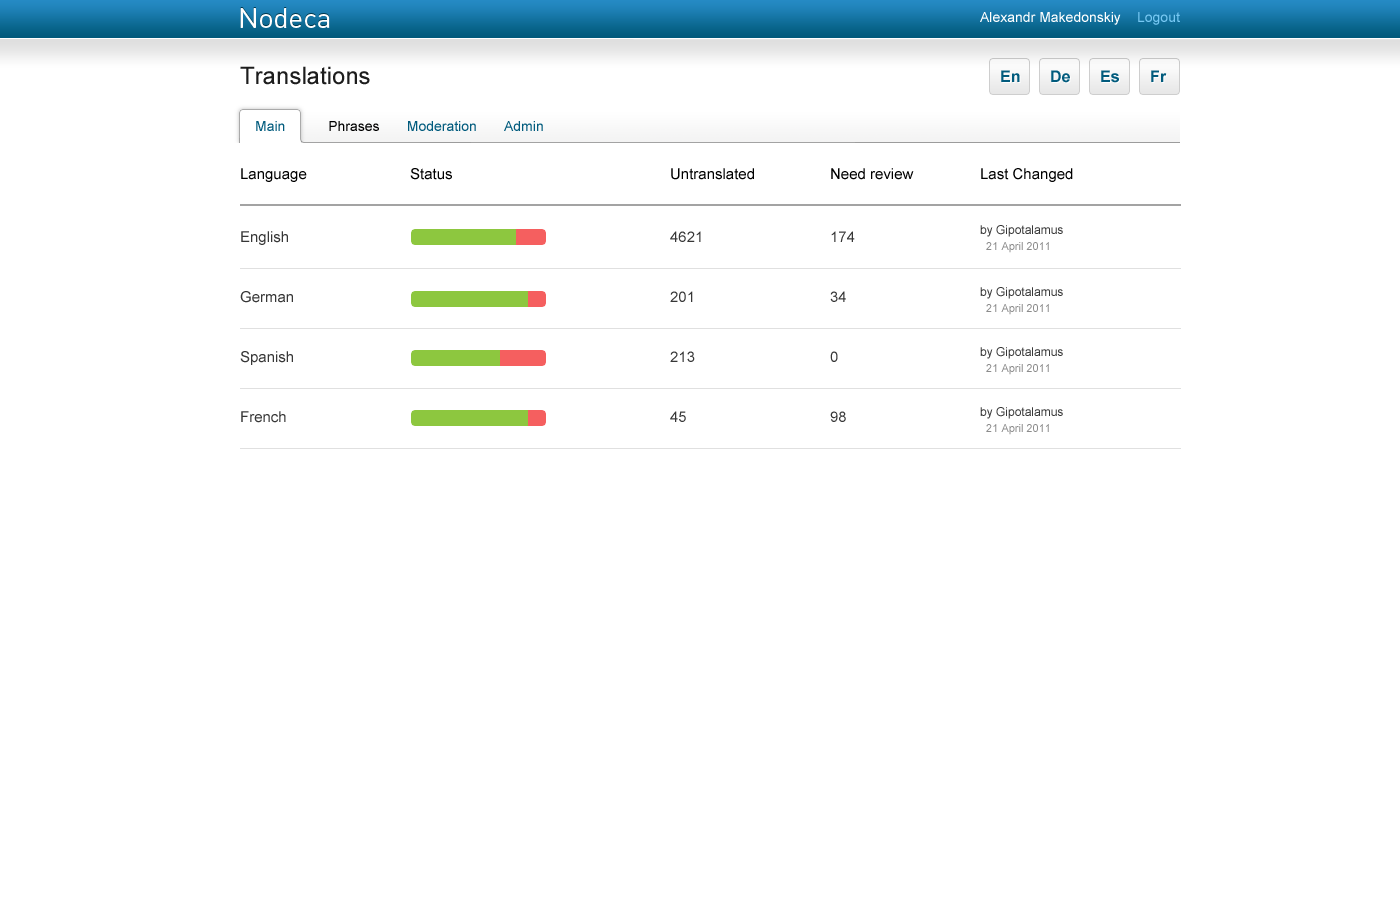 Nodeca Alexandr Makedonskiy Logout
Translations En De Es Fr
Main Phrases Moderation Admin
Language Status Untranslated Need review Last Changed
English 4621 174 by Gipotalamus
21 April 2011
German 201 34 by Gipotalamus
21 April 2011
Spanish 213 0 by Gipotalamus
21 April 2011
French 45 98 by Gipotalamus
21 April 2011